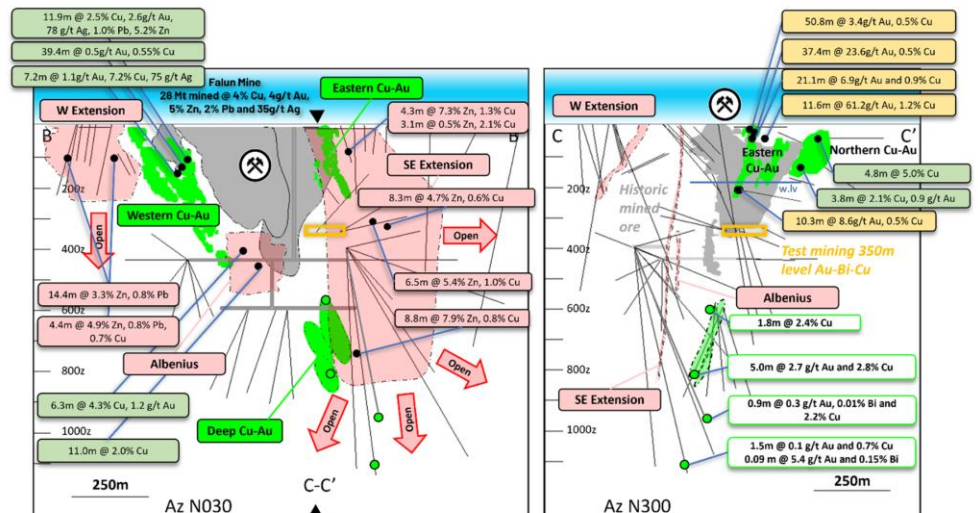 11.9m @ 2.5% Cu, 2.6g/t Au,
78 g/t Ag, 1.0% Pb, 5.2% Zn
39.4m @ 0.5g/t Au, 0.55% Cu
7.2m @ 1.1g/t Au, 7.2% Cu, 75 g/t Ag
Falun Mine
28 Mt mined @ 4% Cu, 4g/t Au,
5% Zn, 2% Pb and 35g/t Ag
Eastern Cu-Au
W Extension
4.3m @ 7.3% Zn, 1.3% Cu
3.1m @ 0.5% Zn, 2.1% Cu
B
B'
SE Extension
200z
8.3m @ 4.7% Zn, 0.6% Cu
Western Cu-Au
Open
Open
400z
14.4m @ 3.3% Zn, 0.8% Pb
6.5m @ 5.4% Zn, 1.0% Cu
600z
4.4m @ 4.9% Zn, 0.8% Pb,
0.7% Cu
8.8m @ 7.9% Zn, 0.8% Cu
Albenius
800z
Open
6.3m @ 4.3% Cu, 1.2 g/t Au
Deep Cu-Au
Open
Open
1000z
11.0m @ 2.0% Cu
250m
C-C'
Az N030
50.8m @ 3.4g/t Au, 0.5% Cu
37.4m @ 23.6g/t Au, 0.5% Cu
21.1m @ 6.9g/t Au and 0.9% Cu
11.6m @ 61.2g/t Au, 1.2% Cu
W Extension
C
C'
Eastern
Cu-Au
Northern Cu-Au
4.8m @ 5.0% Cu
200z
Historic
mined
ore
w.lv
3.8m @ 2.1% Cu, 0.9 g/t Au
10.3m @ 8.6g/t Au, 0.5% Cu
400z
Test mining 350m
level Au-Bi-Cu
Albenius
600z
1.8m @ 2.4% Cu
800z
5.0m @ 2.7 g/t Au and 2.8% Cu
SE Extension
0.9m @ 0.3 g/t Au, 0.01% Bi and
2.2% Cu
1000z
1.5m @ 0.1 g/t Au and 0.7% Cu
0.09 m @ 5.4 g/t Au and 0.15% Bi
250m
Az N300